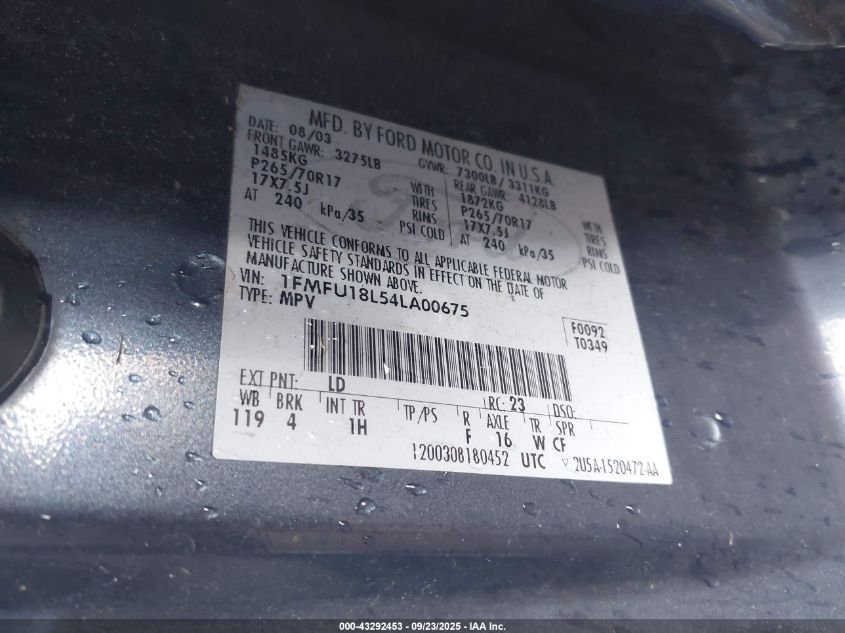 MFD. BY FORD MOTOR CO. IN U.S.A.
DATE: 08/03 GVWR: 7300LB/ 3311KG
FRONT GAWR: 3275LB REAR GAWR: 4128LB
1485KG WITH 1872KG WITH
P265/70R17 TIRES P265/70R17 TIRES
17X7.5J RIMS 17X7.5J RIMS
AT 240 kPa/35 PSI COLD AT 240 kPa/35 PSI COLD
THIS VEHICLE CONFORMS TO ALL APPLICABLE FEDERAL MOTOR
VEHICLE SAFETY STANDARDS IN EFFECT ON THE DATE OF
MANUFACTURE SHOWN ABOVE.
VIN: 1FMFU18L54LA00675
TYPE: MPV
F0092
T0349
EXT PNT: LD RC: 23 DSO:
WB BRK INT TR TP/PS R AXLE TR SPR
119 4 1H F 16 W CF
1200308180452 UTC 2U5A-1520472-AA
000-43292453 - 09/23/2025 - IAA Inc.